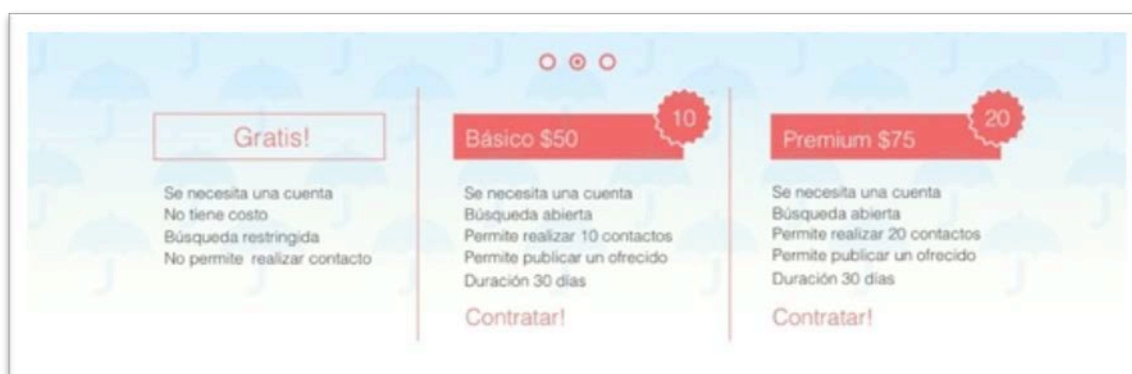 Gratis!
Se necesita una cuenta
No tiene costo
Búsqueda restringida
No permite realizar contacto
Básico $50
10
Se necesita una cuenta
Búsqueda abierta
Permite realizar 10 contactos
Permite publicar un ofrecido
Duración 30 días
Contratar!
Premium $75
20
Se necesita una cuenta
Búsqueda abierta
Permite realizar 20 contactos
Permite publicar un ofrecido
Duración 30 días
Contratar!